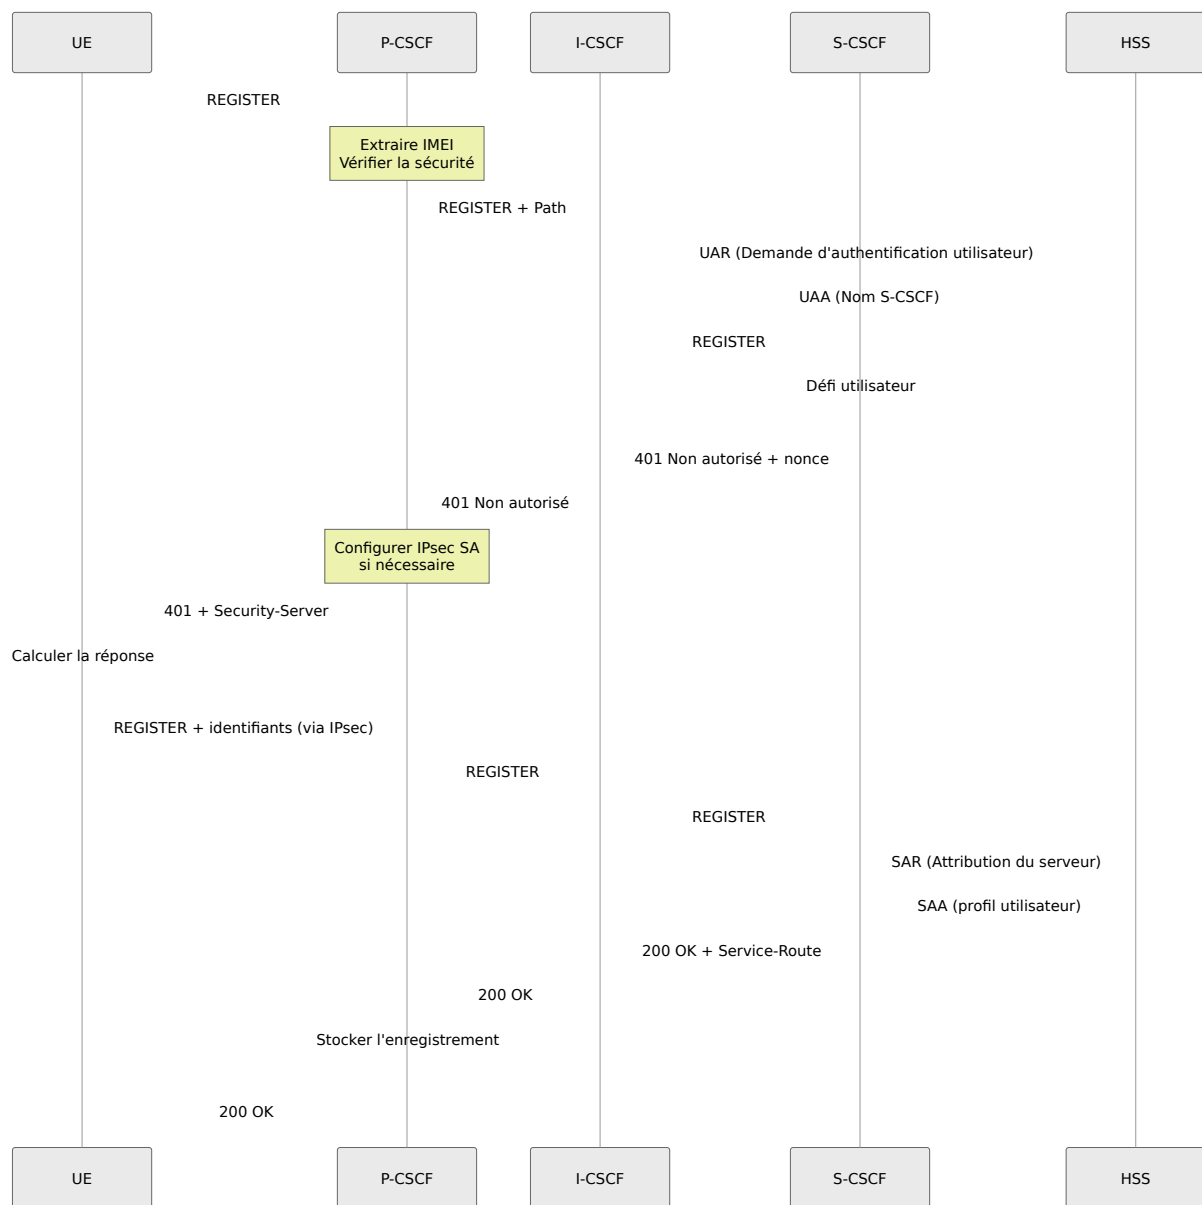 UE
P-CSCF
I-CSCF
S-CSCF
HSS
REGISTER
Extraire IMEI
Vérifier la sécurité
REGISTER + Path
UAR (Demande d'authentification utilisateur)
UAA (Nom S-CSCF)
REGISTER
Défi utilisateur
401 Non autorisé + nonce
401 Non autorisé
Configurer IPsec SA
si nécessaire
401 + Security-Server
Calculer la réponse
REGISTER + identifiants (via IPsec)
REGISTER
REGISTER
SAR (Attribution du serveur)
SAA (profil utilisateur)
200 OK + Service-Route
200 OK
Stocker l'enregistrement
200 OK
UE
P-CSCF
I-CSCF
S-CSCF
HSS